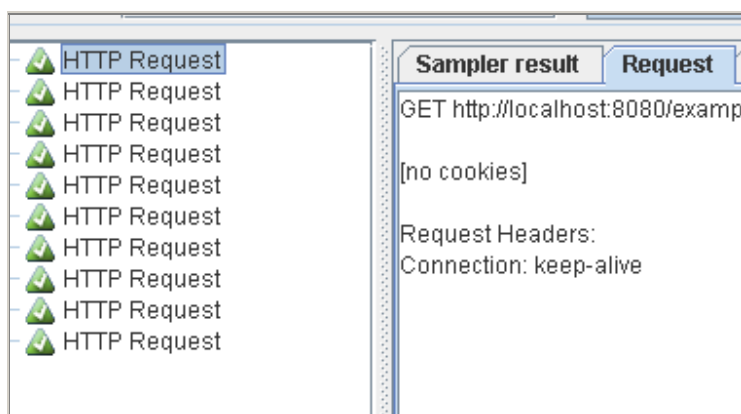 HTTP Request
HTTP Request
HTTP Request
HTTP Request
HTTP Request
HTTP Request
HTTP Request
HTTP Request
HTTP Request
HTTP Request
Sampler result
Request
GET http://localhost:8080/examp
[no cookies]
Request Headers:
Connection: keep-alive